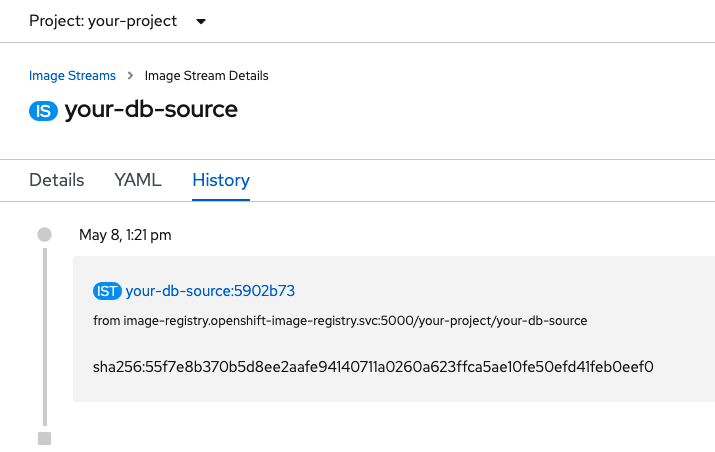 Project: your-project
Image Streams > Image Stream Details
IS your-db-source
Details YAML History
May 8, 1:21 pm
IST your-db-source:5902b73
from image-registry.openshift-image-registry.svc:5000/your-project/your-db-source
sha256:55f7e8b370b5d8ee2aafe94140711a0260a623ffca5ae10fe50efd41feb0eef0